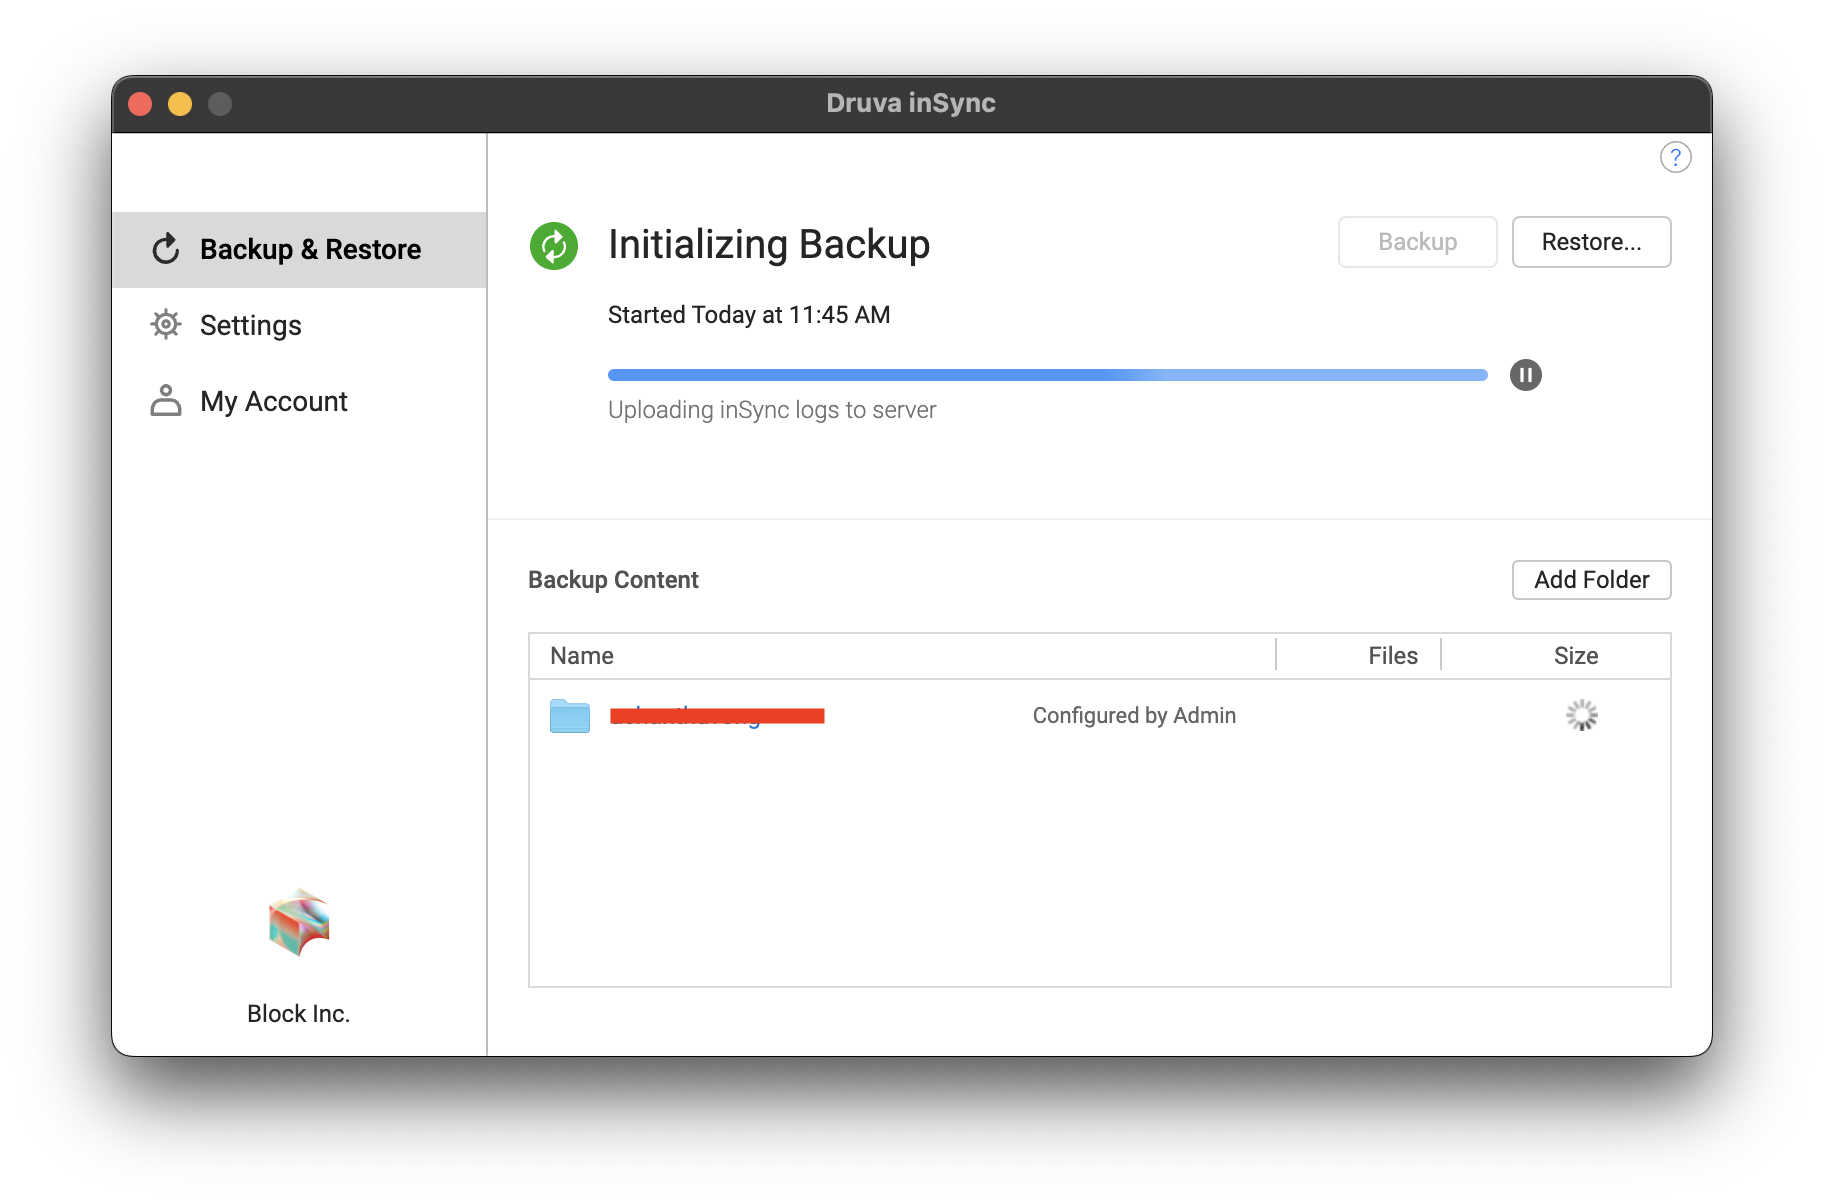 Druva inSync
?
Backup & Restore
Settings
My Account
Block Inc.
Initializing Backup
Backup
Restore...
Started Today at 11:45 AM
Uploading inSync logs to server
Backup Content
Add Folder
Name Files Size
Configured by Admin